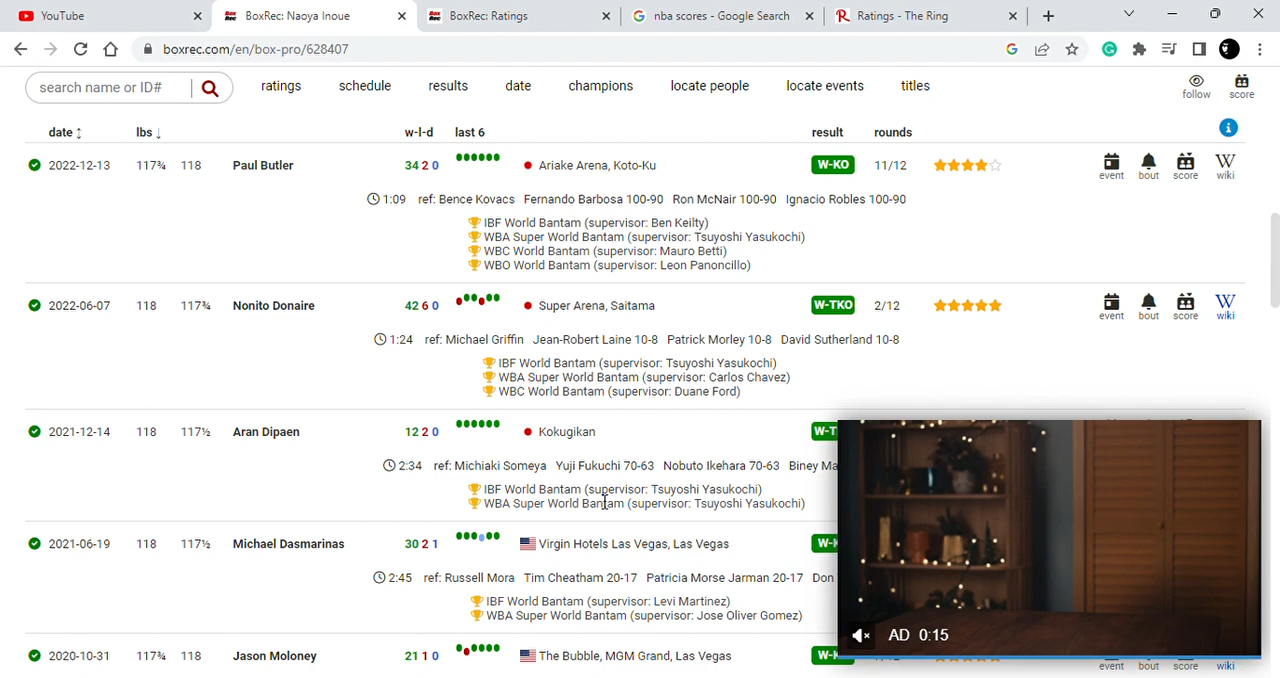 YouTube
BoxRec: Naoya Inoue
BoxRec: Ratings
nba scores - Google Search
Ratings - The Ring
boxrec.com/en/box-pro/628407
search name or ID#
ratings schedule results date champions locate people locate events titles
follow score
date lbs w-l-d last 6 result rounds
2022-12-13 117¾ 118 Paul Butler 34 2 0 Ariake Arena, Koto-Ku W-KO 11/12
event bout score wiki
1:09 ref: Bence Kovacs Fernando Barbosa 100-90 Ron McNair 100-90 Ignacio Robles 100-90
IBF World Bantam (supervisor: Ben Keilty)
WBA Super World Bantam (supervisor: Tsuyoshi Yasukochi)
WBC World Bantam (supervisor: Mauro Betti)
WBO World Bantam (supervisor: Leon Panoncillo)
2022-06-07 118 117¾ Nonito Donaire 42 6 0 Super Arena, Saitama W-TKO 2/12
event bout score wiki
1:24 ref: Michael Griffin Jean-Robert Laine 10-8 Patrick Morley 10-8 David Sutherland 10-8
IBF World Bantam (supervisor: Tsuyoshi Yasukochi)
WBA Super World Bantam (supervisor: Carlos Chavez)
WBC World Bantam (supervisor: Duane Ford)
2021-12-14 118 117½ Aran Dipaen 12 2 0 Kokugikan W-T
2:34 ref: Michiaki Someya Yuji Fukuchi 70-63 Nobuto Ikehara 70-63 Biney Ma
IBF World Bantam (supervisor: Tsuyoshi Yasukochi)
WBA Super World Bantam (supervisor: Tsuyoshi Yasukochi)
2021-06-19 118 117½ Michael Dasmarinas 30 2 1 Virgin Hotels Las Vegas, Las Vegas W-K
2:45 ref: Russell Mora Tim Cheatham 20-17 Patricia Morse Jarman 20-17 Don
IBF World Bantam (supervisor: Levi Martinez)
WBA Super World Bantam (supervisor: Jose Oliver Gomez)
AD 0:15
2020-10-31 117¾ 118 Jason Moloney 21 1 0 The Bubble, MGM Grand, Las Vegas W-K
event bout score wiki